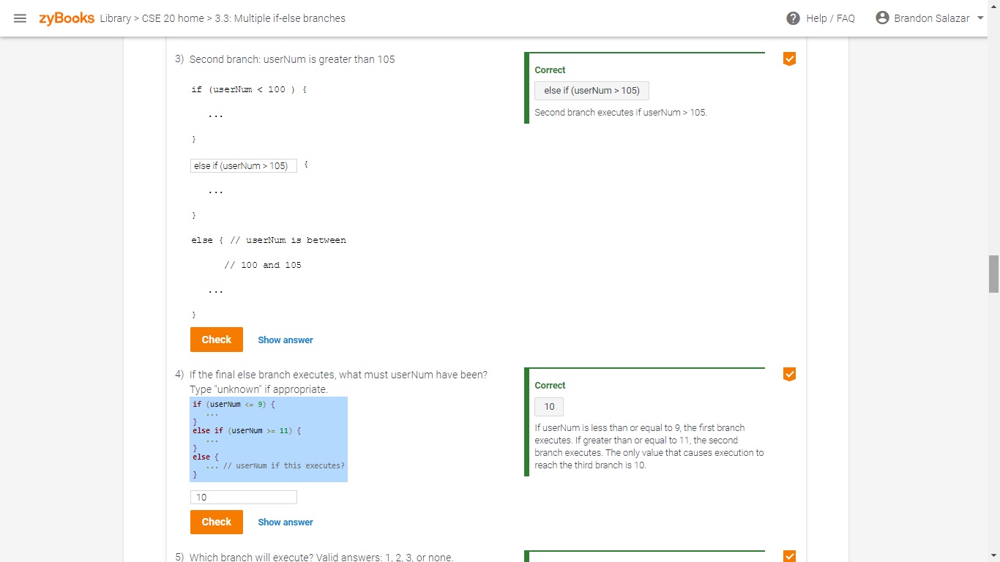 zyBooks Library > CSE 20 home > 3.3: Multiple if-else branches
Help / FAQ
Brandon Salazar
3) Second branch: userNum is greater than 105
if (userNum < 100 ) {
...
}
else if (userNum > 105) {
...
}
else { // userNum is between
// 100 and 105
...
}
Check Show answer
Correct
else if (userNum > 105)
Second branch executes if userNum > 105.
4) If the final else branch executes, what must userNum have been?
Type "unknown" if appropriate.
if (userNum <= 9) {
...
}
else if (userNum >= 11) {
...
}
else {
... // userNum if this executes?
}
10
Check Show answer
Correct
10
If userNum is less than or equal to 9, the first branch
executes. If greater than or equal to 11, the second
branch executes. The only value that causes execution to
reach the third branch is 10.
5) Which branch will execute? Valid answers: 1, 2, 3, or none.